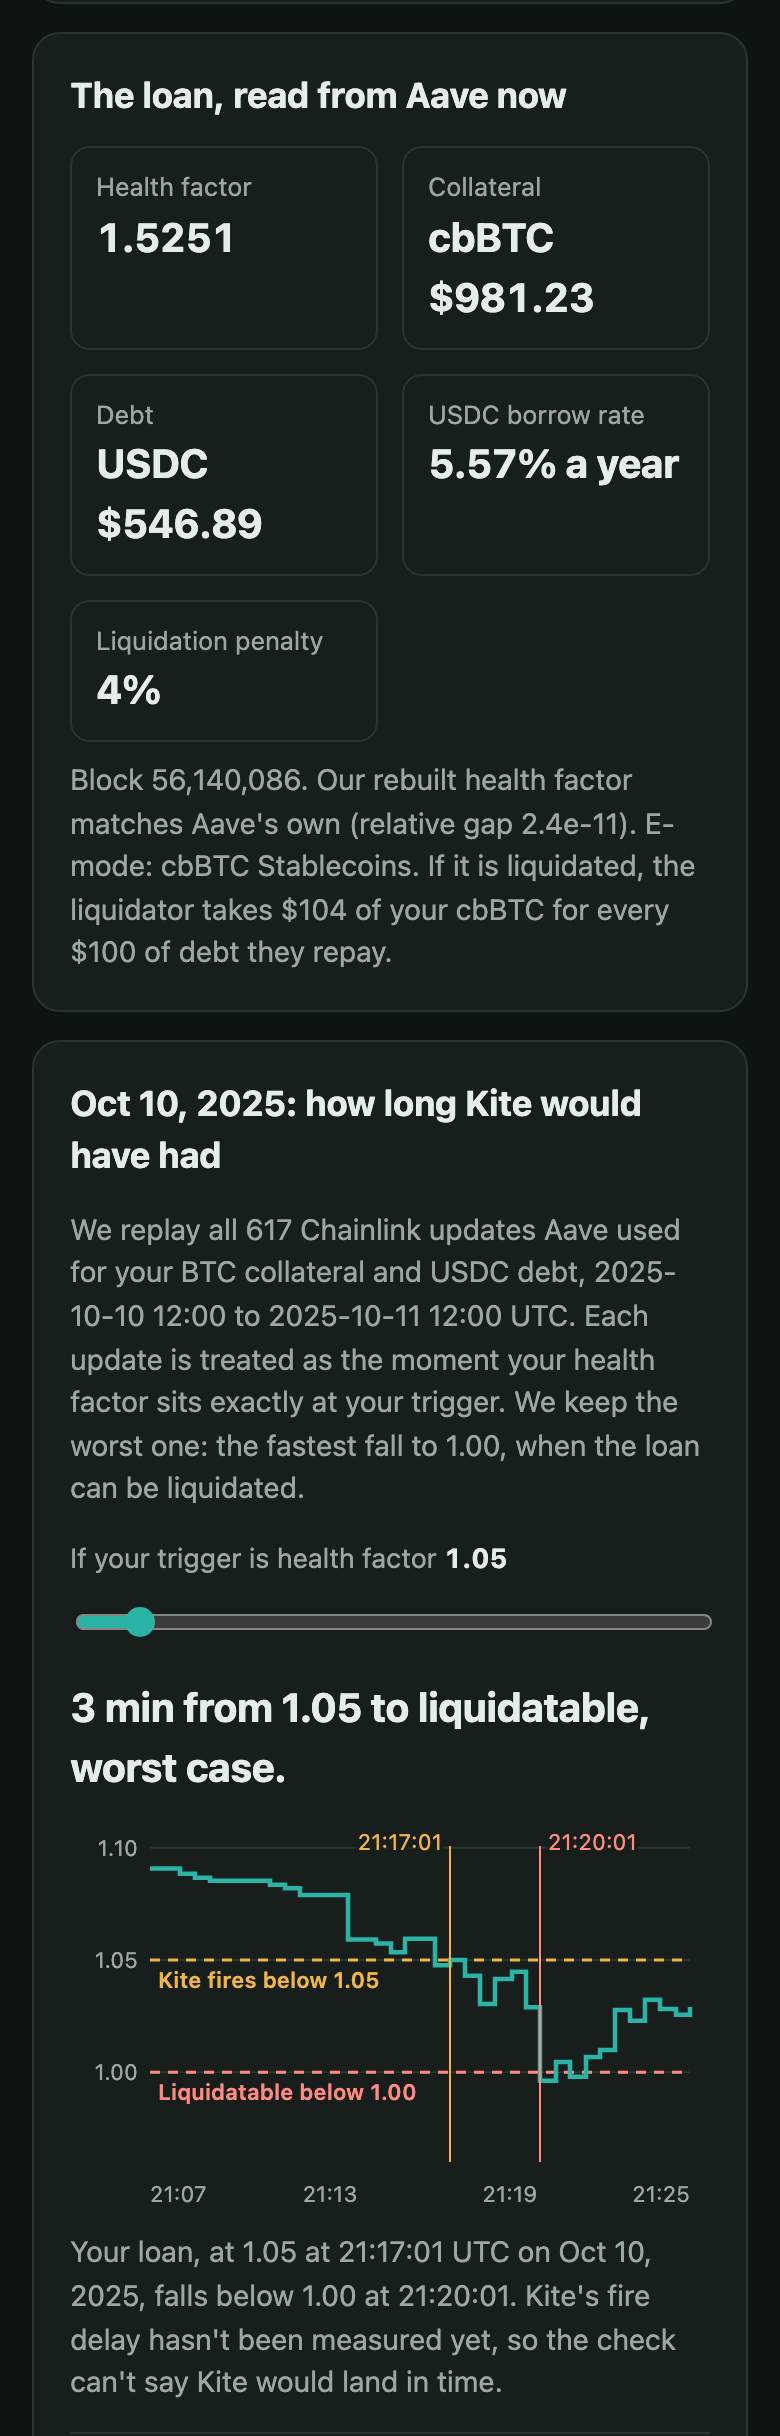 The loan, read from Aave now
Health factor
1.5251
Collateral
cbBTC
$981.23
Debt
USDC
$546.89
USDC borrow rate
5.57% a year
Liquidation penalty
4%
Block 56,140,086. Our rebuilt health factor
matches Aave's own (relative gap 2.4e-11). E-
mode: cbBTC Stablecoins. If it is liquidated, the
liquidator takes $104 of your cbBTC for every
$100 of debt they repay.
Oct 10, 2025: how long Kite would
have had
We replay all 617 Chainlink updates Aave used
for your BTC collateral and USDC debt, 2025-
10-10 12:00 to 2025-10-11 12:00 UTC. Each
update is treated as the moment your health
factor sits exactly at your trigger. We keep the
worst one: the fastest fall to 1.00, when the loan
can be liquidated.
If your trigger is health factor 1.05
3 min from 1.05 to liquidatable,
worst case.
21:17:01
21:20:01
1.10
1.05
Kite fires below 1.05
1.00
Liquidatable below 1.00
21:07
21:13
21:19
21:25
Your loan, at 1.05 at 21:17:01 UTC on Oct 10,
2025, falls below 1.00 at 21:20:01. Kite's fire
delay hasn't been measured yet, so the check
can't say Kite would land in time.